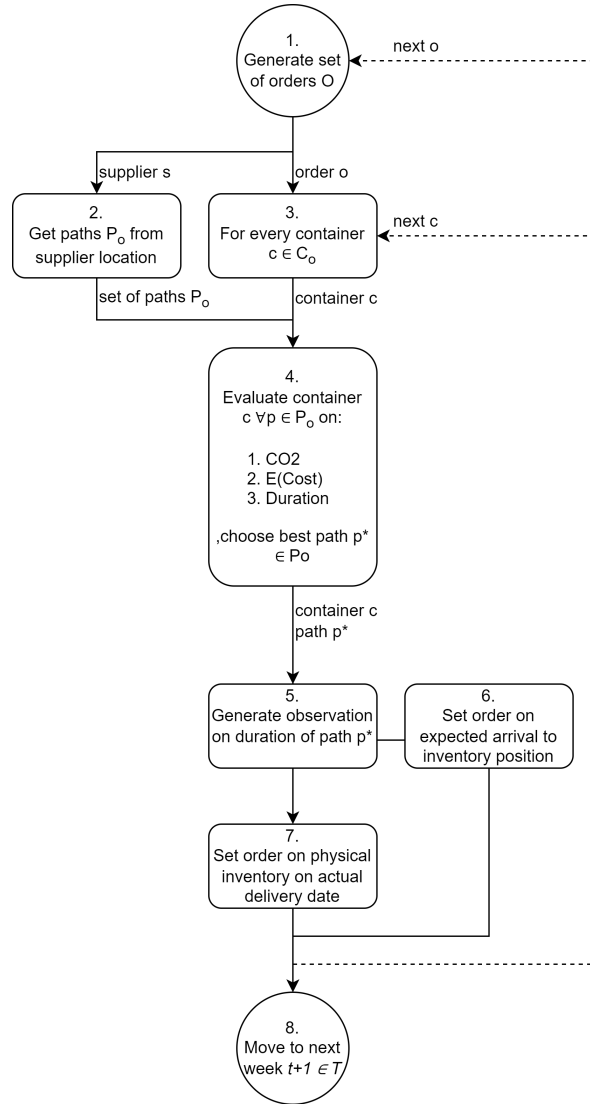 1.
Generate set
of orders O
next o
supplier s
order o
2.
Get paths Pₒ from
supplier location
3.
For every container
c ∈ Cₒ
next c
set of paths Pₒ
container c
4.
Evaluate container
c ∀p ∈ Pₒ on:
1. CO2
2. E(Cost)
3. Duration
,choose best path p*
∈ Po
container c
path p*
5.
Generate observation
on duration of path p*
6.
Set order on
expected arrival to
inventory position
7.
Set order on physical
inventory on actual
delivery date
8.
Move to next
week t+1 ∈ T